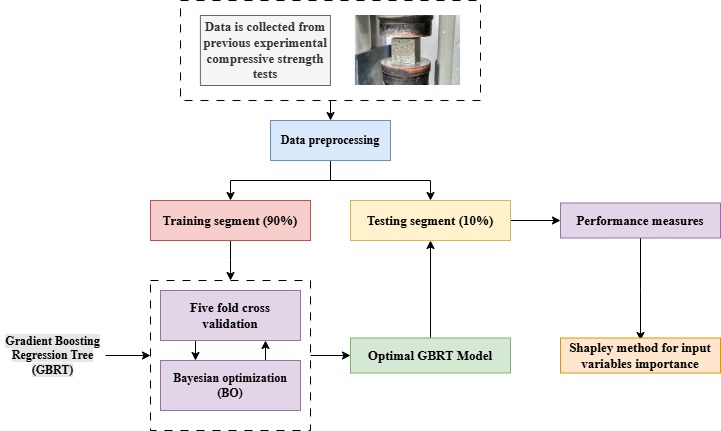 Data is collected from
previous experimental
compressive strength
tests
Data preprocessing
Training segment (90%)
Testing segment (10%)
Performance measures
Five fold cross
validation
Gradient Boosting
Regression Tree
(GBRT)
Bayesian optimization
(BO)
Optimal GBRT Model
Shapley method for input
variables importance